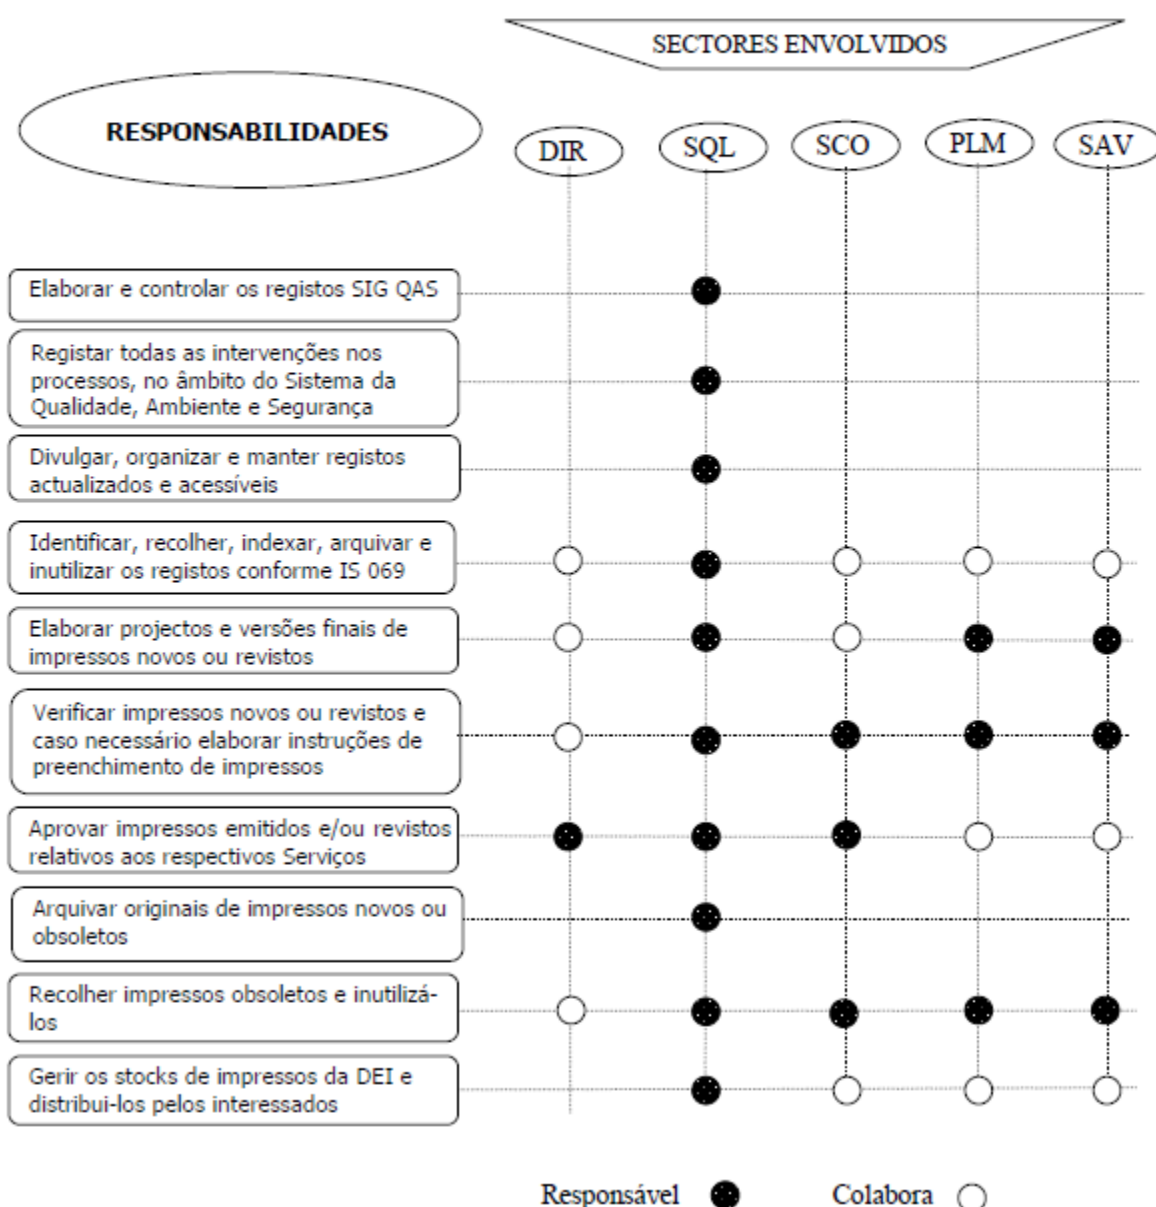 SECTORES ENVOLVIDOS
RESPONSABILIDADES
DIR
SQL
SCO
PLM
SAV
Elaborar e controlar os registos SIG QAS
Registar todas as intervenções nos
processos, no âmbito do Sistema da
Qualidade, Ambiente e Segurança
Divulgar, organizar e manter registos
actualizados e acessíveis
Identificar, recolher, indexar, arquivar e
inutilizar os registos conforme IS 069
Elaborar projectos e versões finais de
impressos novos ou revistos
Verificar impressos novos ou revistos e
caso necessário elaborar instruções de
preenchimento de impressos
Aprovar impressos emitidos e/ou revistos
relativos aos respectivos Serviços
Arquivar originais de impressos novos ou
obsoletos
Recolher impressos obsoletos e inutilizá-
los
Gerir os stocks de impressos da DEI e
distribui-los pelos interessados
Responsável
Colabora